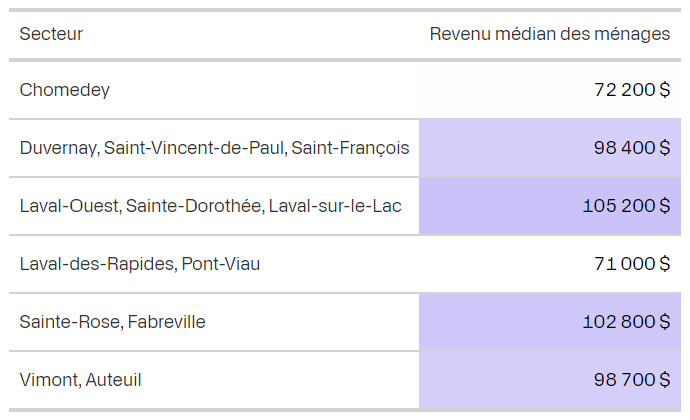 Secteur Revenu médian des ménages
Chomedey 72 200 $
Duvernay, Saint-Vincent-de-Paul, Saint-François 98 400 $
Laval-Ouest, Sainte-Dorothée, Laval-sur-le-Lac 105 200 $
Laval-des-Rapides, Pont-Viau 71 000 $
Sainte-Rose, Fabreville 102 800 $
Vimont, Auteuil 98 700 $